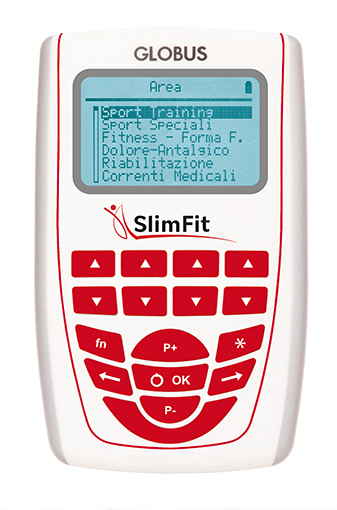 GLOBUS
Area
Sport Training
Sport Speciali
Fitness - Forma F.
Dolore-Antalgico
Riabilitazione
Correnti Medicali
SlimFit
▲ ▲ ▲ ▲
▼ ▼ ▼ ▼
fn P+ *
← OK →
P-